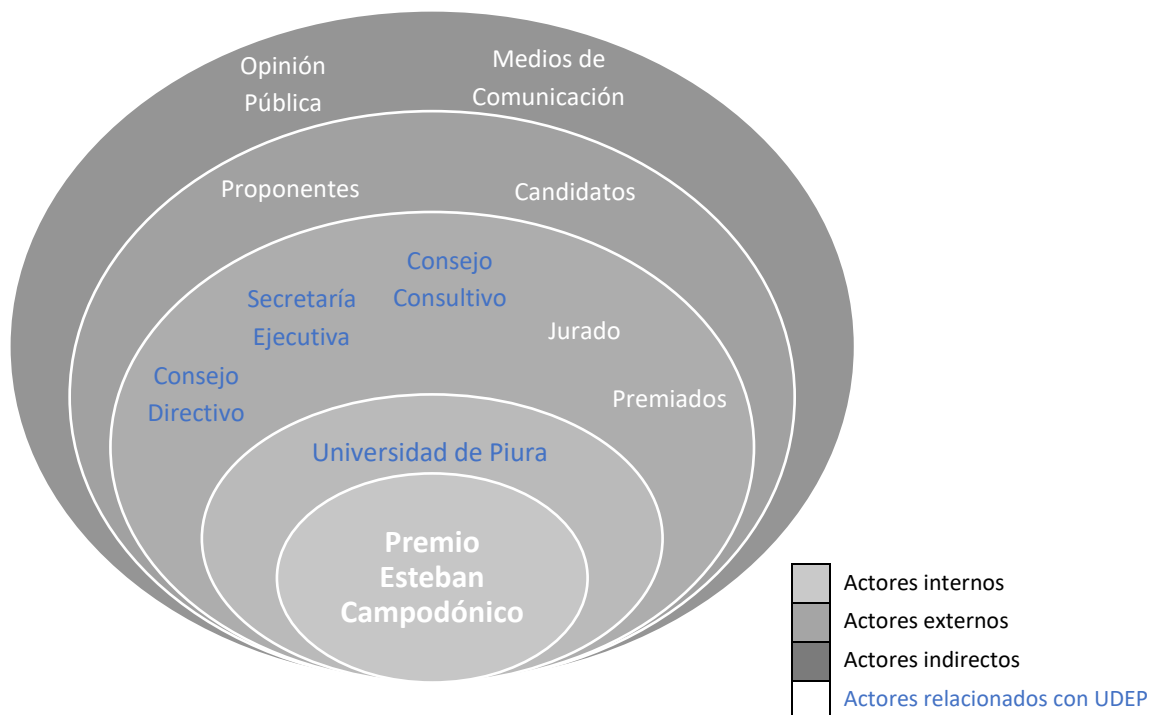 Opinión
Pública
Medios de
Comunicación
Proponentes
Candidatos
Consejo
Consultivo
Secretaría
Ejecutiva
Jurado
Consejo
Directivo
Premiados
Universidad de Piura
Premio
Esteban
Campodónico
Actores internos
Actores externos
Actores indirectos
Actores relacionados con UDEP